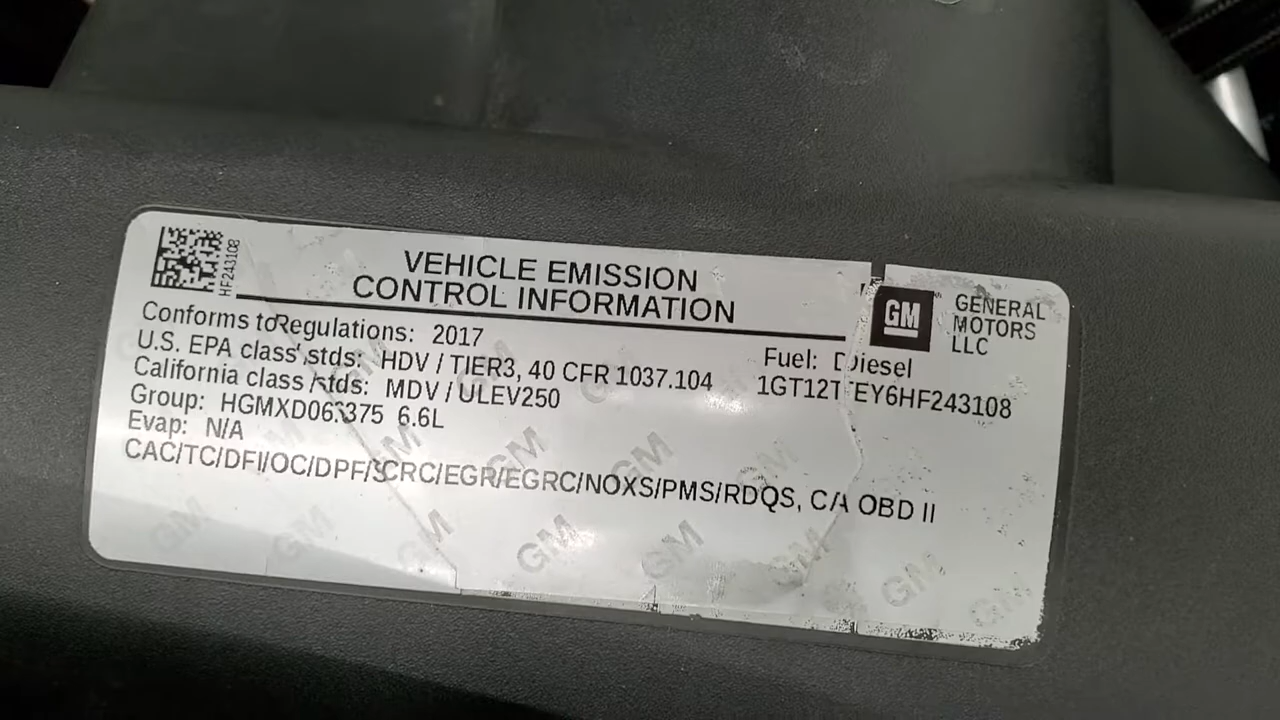 HF243108
VEHICLE EMISSION
CONTROL INFORMATION
GM
GENERAL
MOTORS
LLC
Conforms to Regulations: 2017
U.S. EPA class stds: HDV / TIER3, 40 CFR 1037.104
Fuel: Diesel
California class / stds: MDV / ULEV250
1GT12TEY6HF243108
Group: 6.6L
Evap: N/A
CAC/TC/DFI/OC/DPF/SCRC/EGR/EGRC/NOXS/PMS/RDQS, CA OBD II